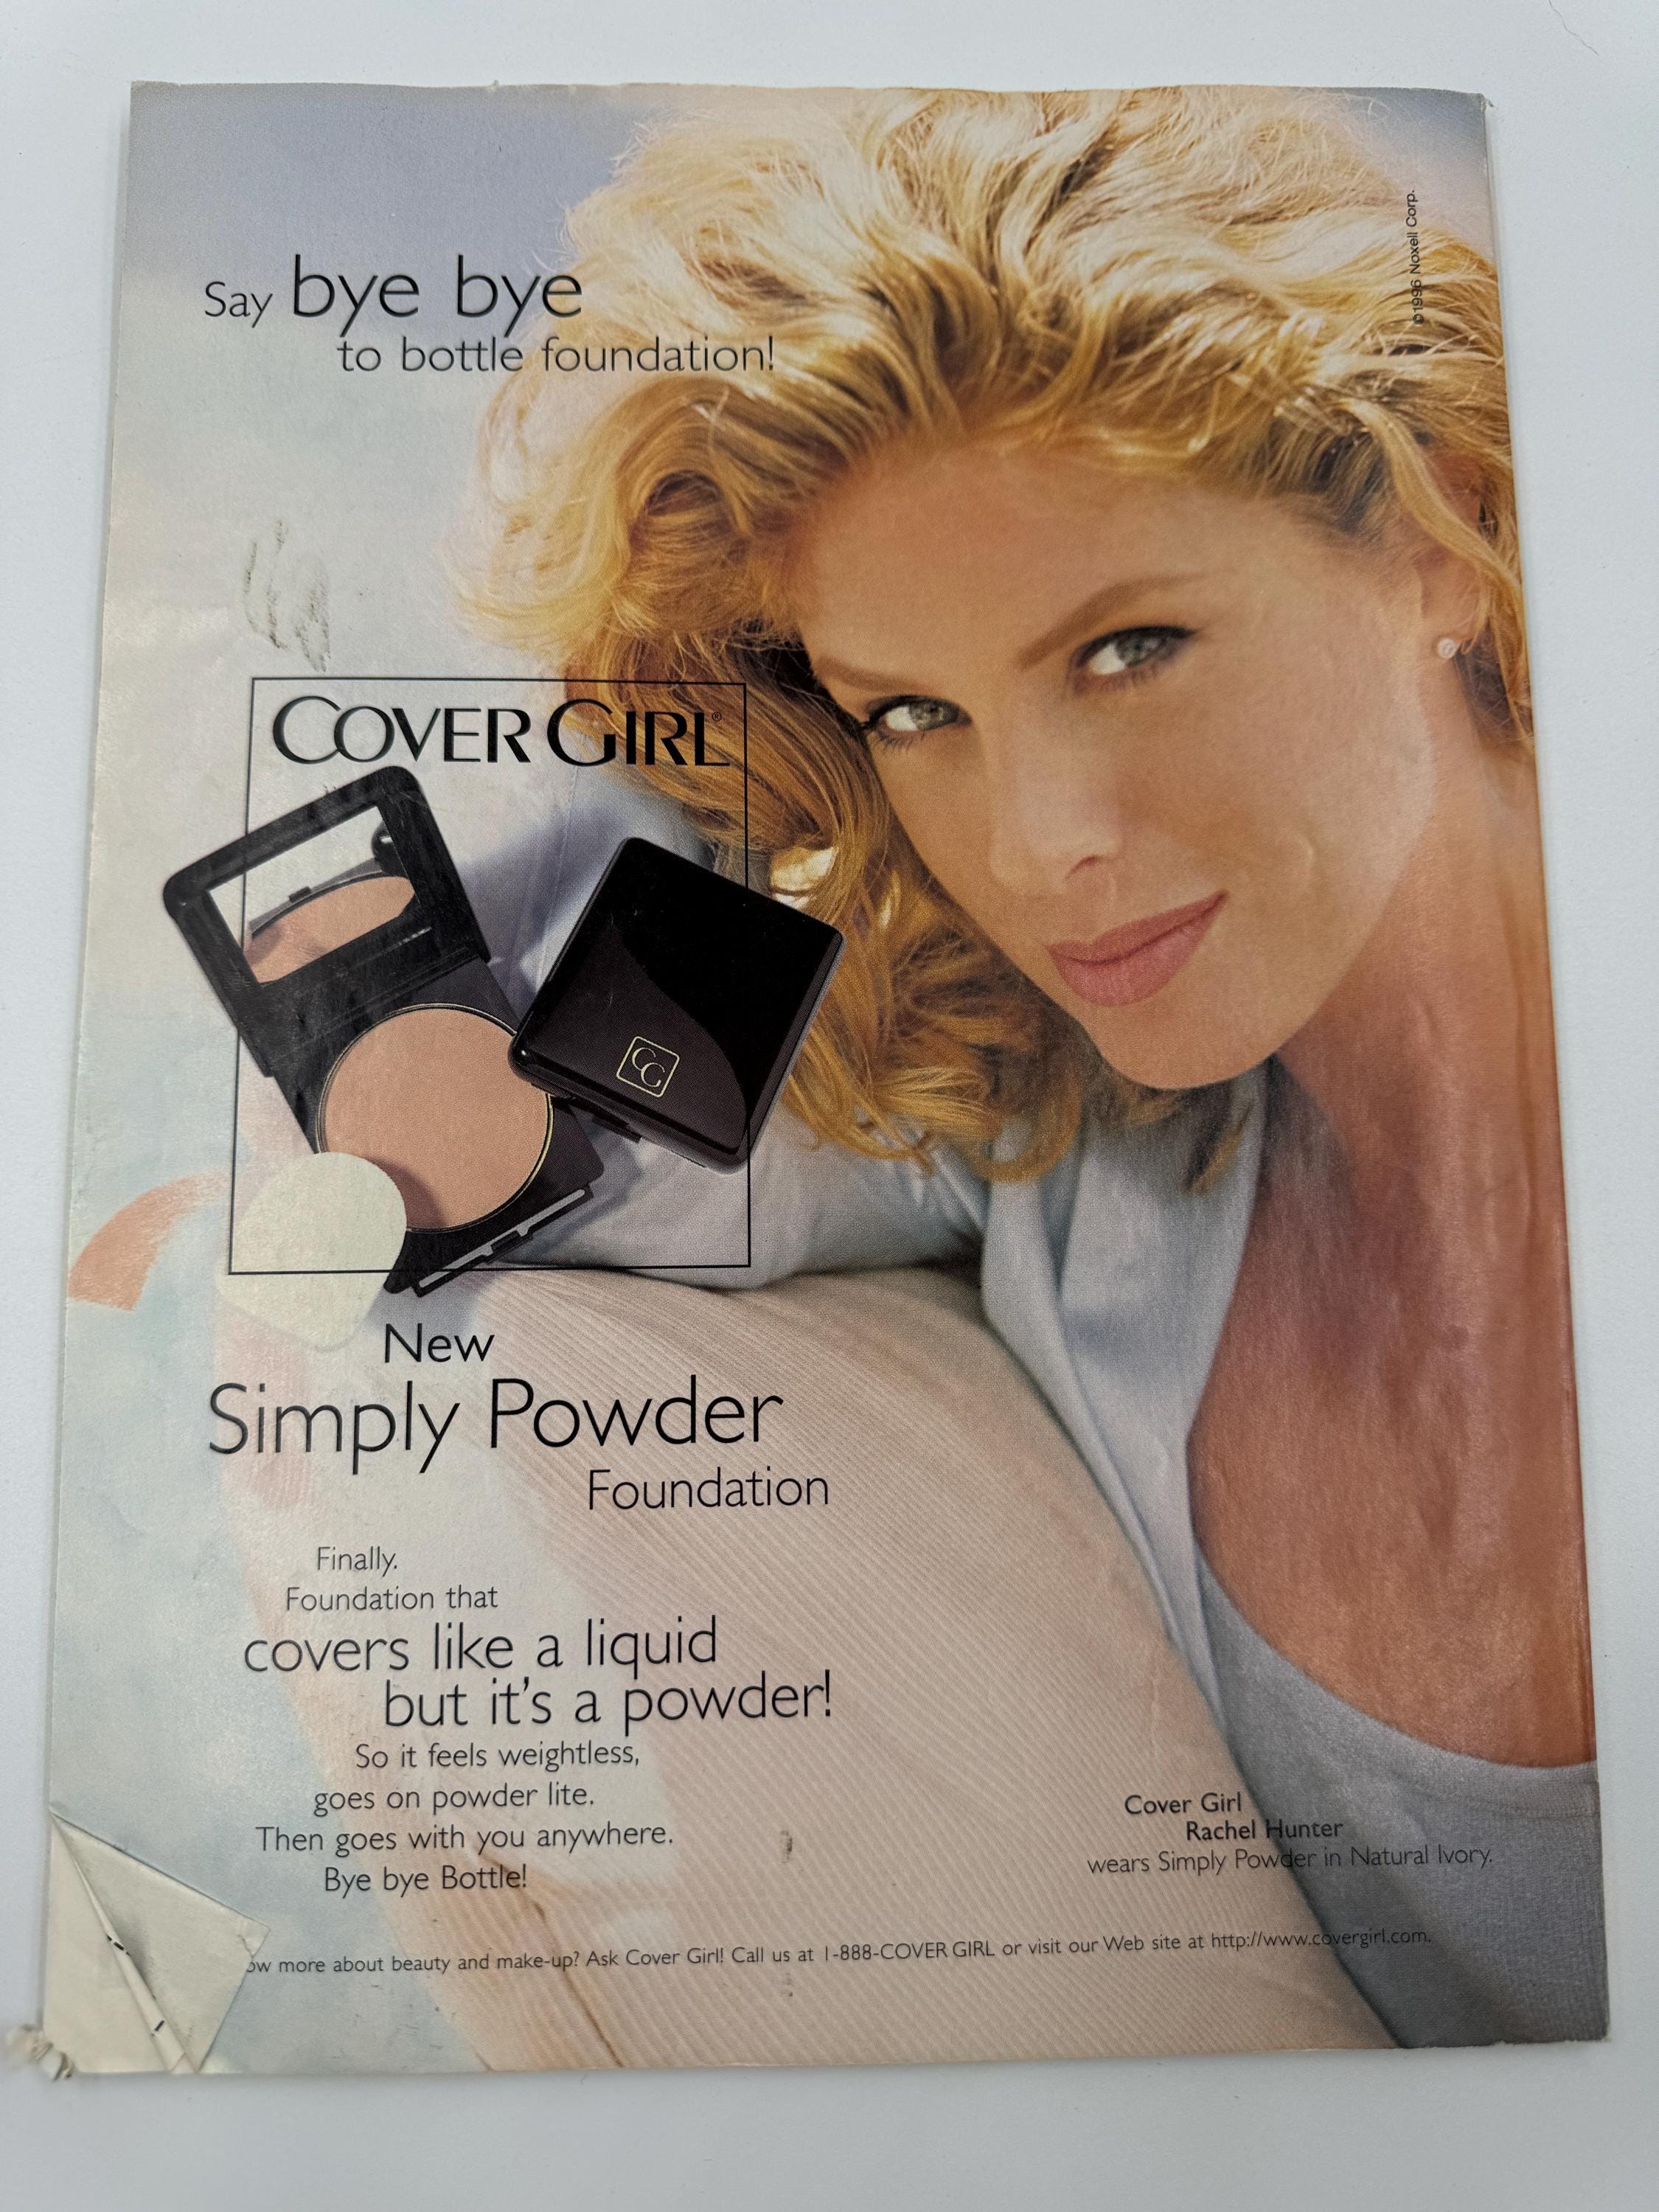 ©1996 Noxell Corp.
Say bye bye
to bottle foundation!
COVER GIRL®
CG
New
Simply Powder
Foundation
Finally.
Foundation that
covers like a liquid
but it's a powder!
So it feels weightless,
goes on powder lite.
Then goes with you anywhere.
Bye bye Bottle!
Cover Girl
Rachel Hunter
wears Simply Powder in Natural Ivory.
more about beauty and make-up? Ask Cover Girl! Call us at 1-888-COVER GIRL or visit our Web site at http://www.covergirl.com.